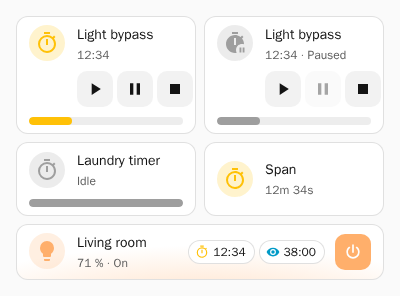 Light bypass
12:34
Light bypass
12:34 · Paused
Laundry timer
Idle
Span
12m 34s
Living room
71 % · On
12:34
38:00